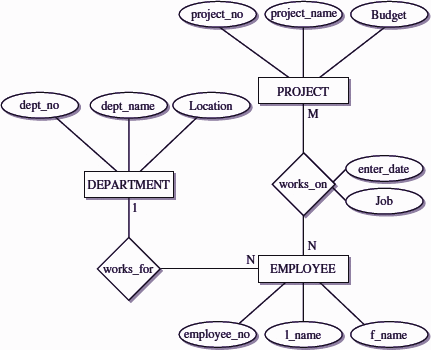 project_no
project_name
Budget
PROJECT
M
dept_no
dept_name
Location
DEPARTMENT
1
works_on
enter_date
Job
works_for
N
N
EMPLOYEE
employee_no
l_name
f_name